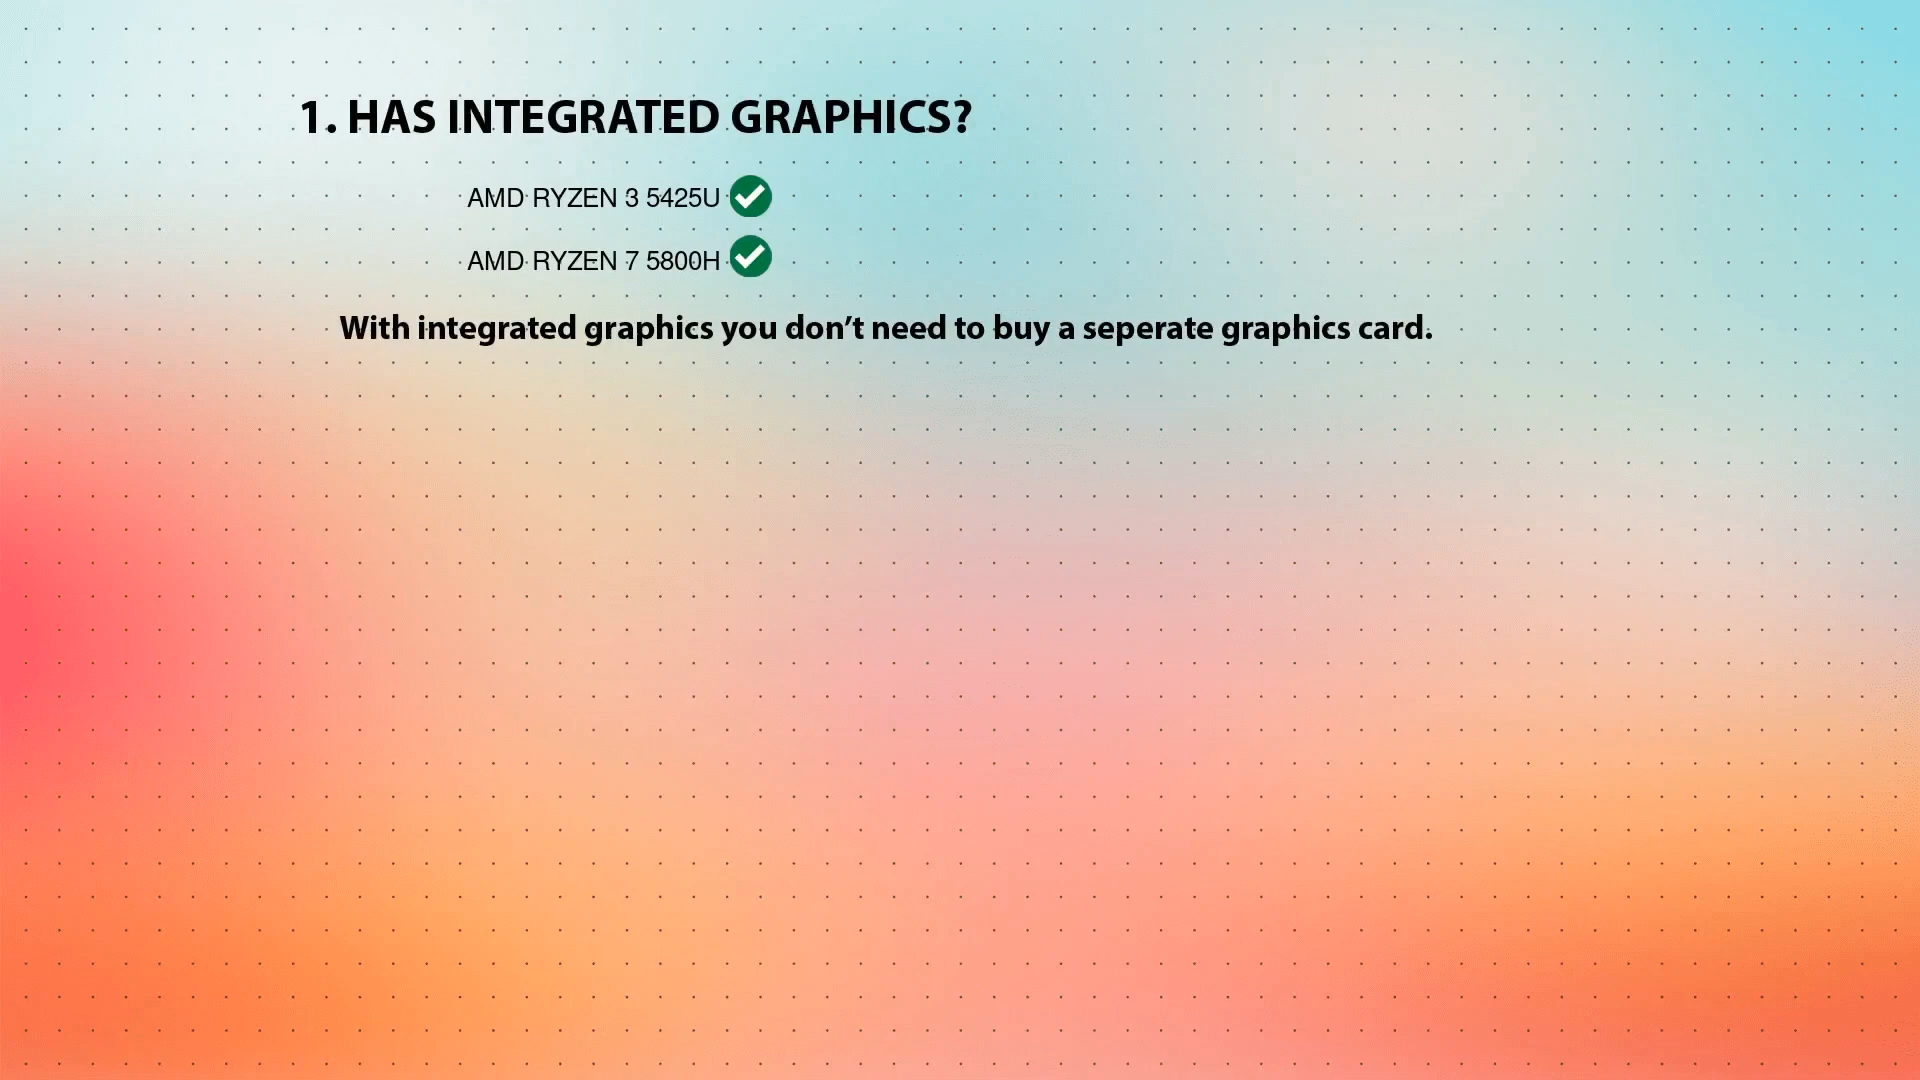 1. HAS INTEGRATED GRAPHICS?
AMD RYZEN 3 5425U
AMD RYZEN 7 5800H
With integrated graphics you don’t need to buy a seperate graphics card.